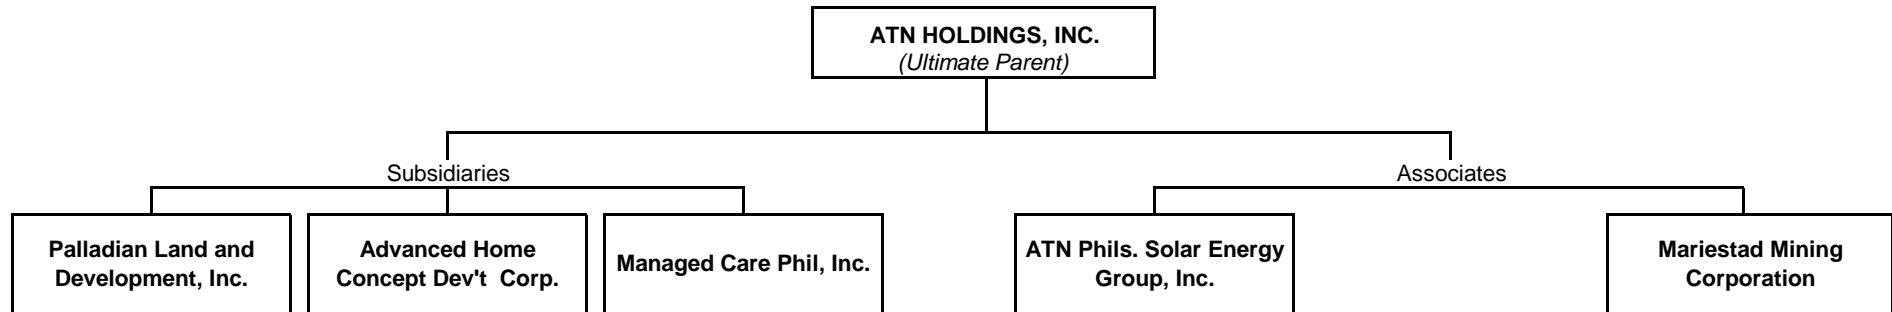 ATN HOLDINGS, INC.
(Ultimate Parent)
Subsidiaries
Associates
Palladian Land and
Development, Inc.
Advanced Home
Concept Dev't Corp.
Managed Care Phil, Inc.
ATN Phils. Solar Energy
Group, Inc.
Mariestad Mining
Corporation